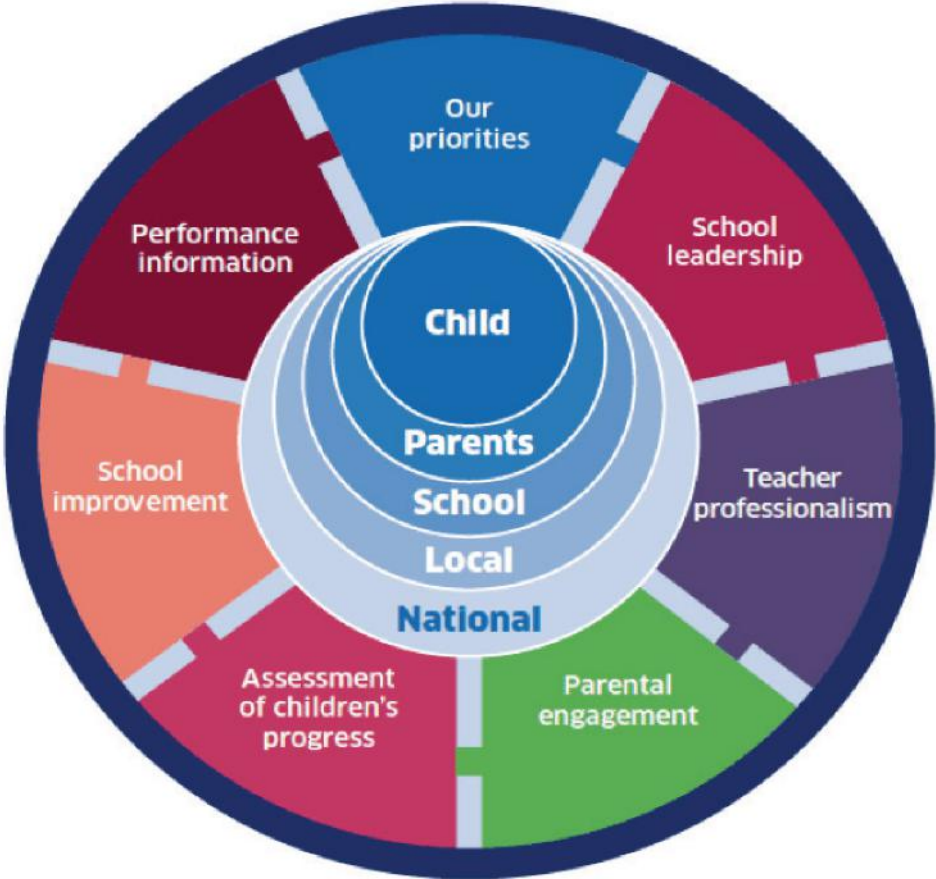 Our
priorities
School
leadership
Teacher
professionalism
Parental
engagement
Assessment
of children's
progress
School
improvement
Performance
information
Child
Parents
School
Local
National